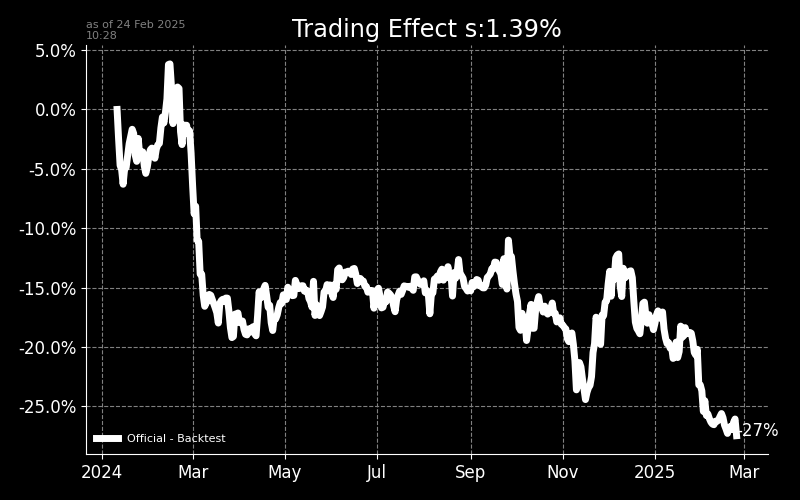 as of 24 Feb 2025
10:28
Trading Effect s:1.39%
5.0%
0.0%
-5.0%
-10.0%
-15.0%
-20.0%
-25.0%
-27%
Official - Backtest
2024 Mar May Jul Sep Nov 2025 Mar